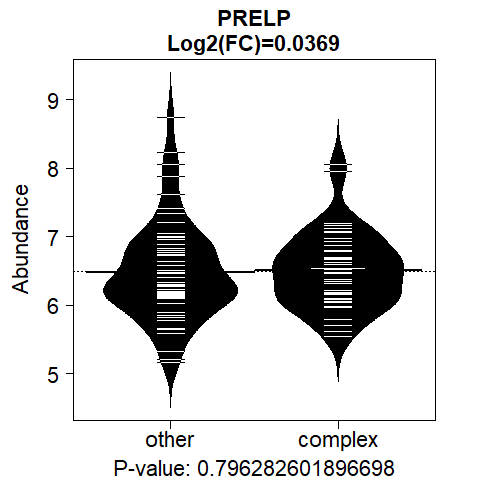 PRELP
Log2(FC)=0.0369
Abundance
9
8
7
6
5
other
complex
P-value: 0.796282601896698